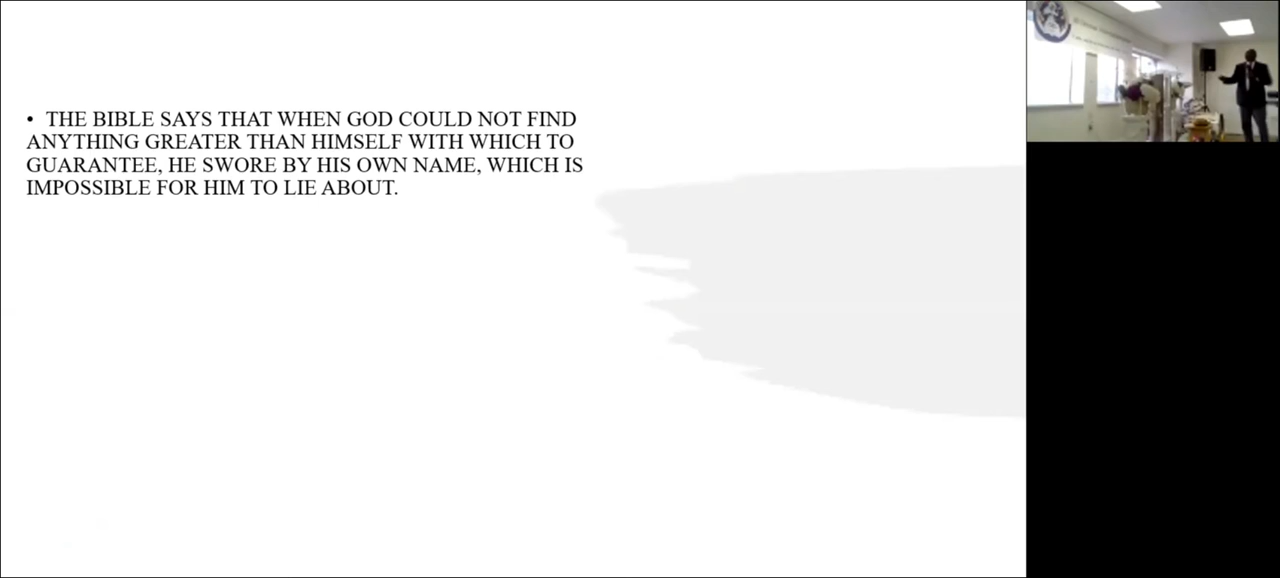 • THE BIBLE SAYS THAT WHEN GOD COULD NOT FIND
ANYTHING GREATER THAN HIMSELF WITH WHICH TO
GUARANTEE, HE SWORE BY HIS OWN NAME, WHICH IS
IMPOSSIBLE FOR HIM TO LIE ABOUT.